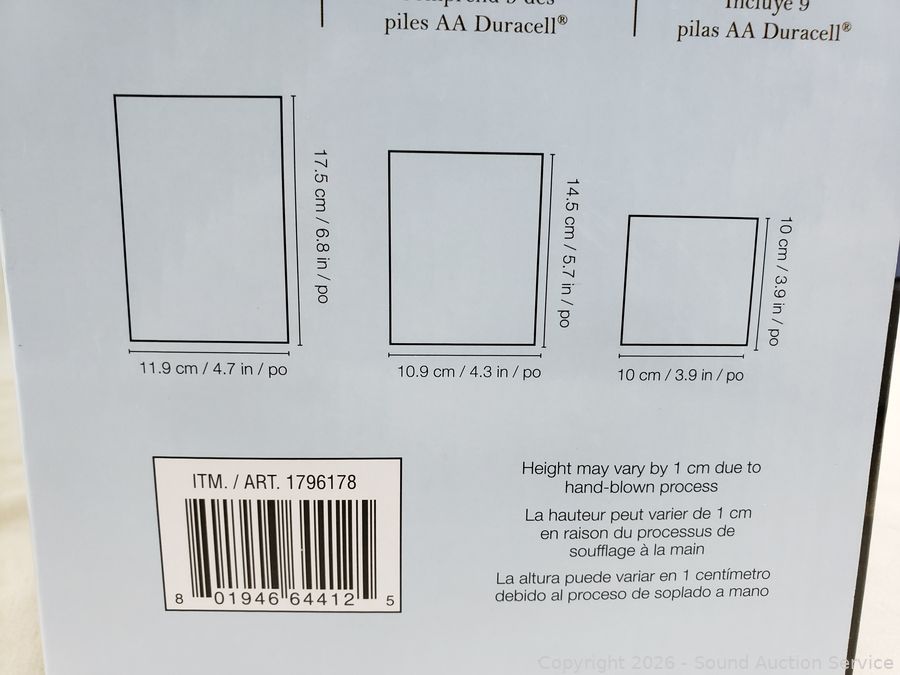 piles AA Duracell®
Incluye 9
pilas AA Duracell®
17.5 cm / 6.8 in / po
11.9 cm / 4.7 in / po
14.5 cm / 5.7 in / po
10.9 cm / 4.3 in / po
10 cm / 3.9 in / po
10 cm / 3.9 in / po
ITM. / ART. 1796178
8 01946 64412 5
Height may vary by 1 cm due to
hand-blown process
La hauteur peut varier de 1 cm
en raison du processus de
soufflage à la main
La altura puede variar en 1 centímetro
debido al proceso de soplado a mano
Copyright 2026 - Sound Auction Service